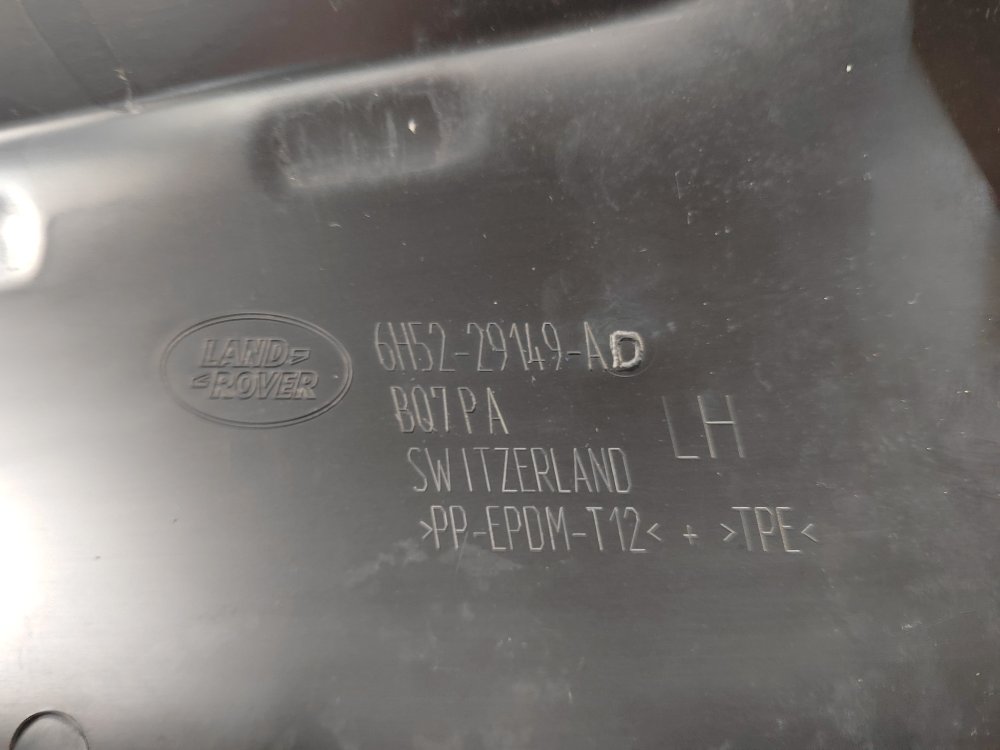 LAND
ROVER
6H52-29149-AD
BQ7PA
LH
SWITZERLAND
>PP-EPDM-T12< + >TPE<